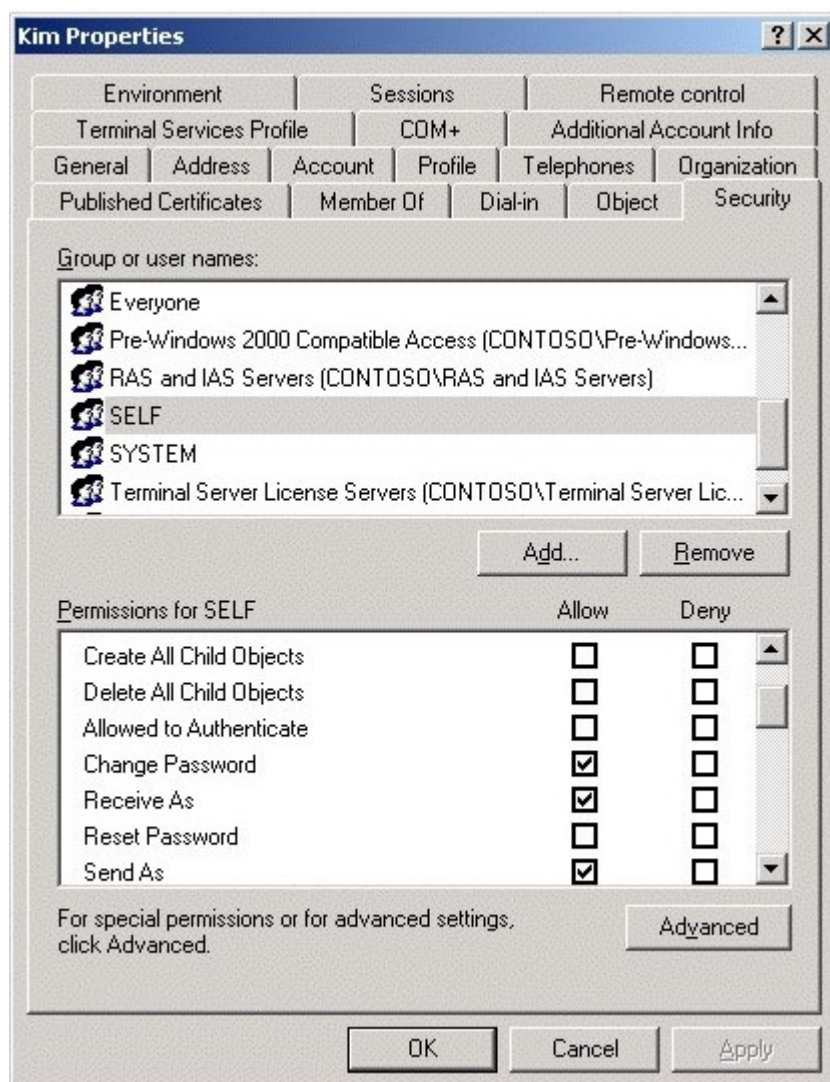 Kim Properties
Environment Sessions Remote control
Terminal Services Profile COM+ Additional Account Info
General Address Account Profile Telephones Organization
Published Certificates Member Of Dial-in Object Security
Group or user names:
Everyone
Pre-Windows 2000 Compatible Access (CONTOSO\Pre-Windows...
RAS and IAS Servers (CONTOSO\RAS and IAS Servers)
SELF
SYSTEM
Terminal Server License Servers (CONTOSO\Terminal Server Lic...
Add... Remove
Permissions for SELF Allow Deny
Create All Child Objects
Delete All Child Objects
Allowed to Authenticate
Change Password
Receive As
Reset Password
Send As
For special permissions or for advanced settings,
click Advanced.
Advanced
OK Cancel Apply